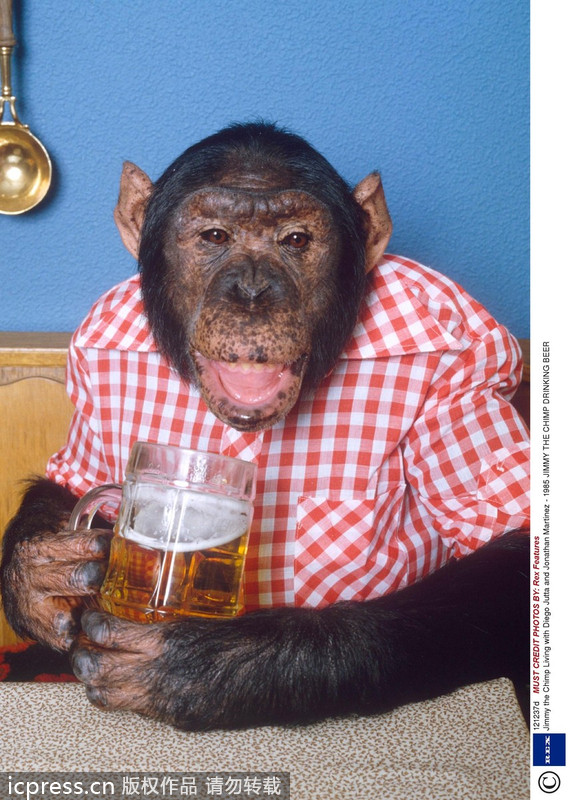 121237d MUST CREDIT PHOTOS BY: Rex Features
Jimmy the Chimp Living with Diego Jutta and Jonathan Martinez - 1985 JIMMY THE CHIMP DRINKING BEER
REX
©
icpress.cn 版权作品 请勿转载